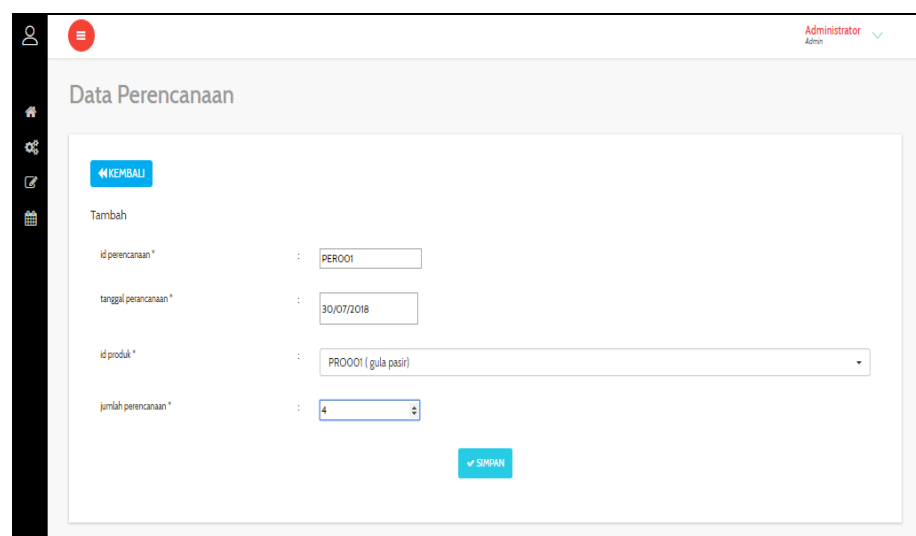 Administrator
Admin
Data Perencanaan
KEMBALI
Tambah
id perencanaan * : PER001
tanggal perancanaan * : 30/07/2018
id produk * : PRO001 ( gula pasir)
jumlah perencanaan * : 4
SIMPAN